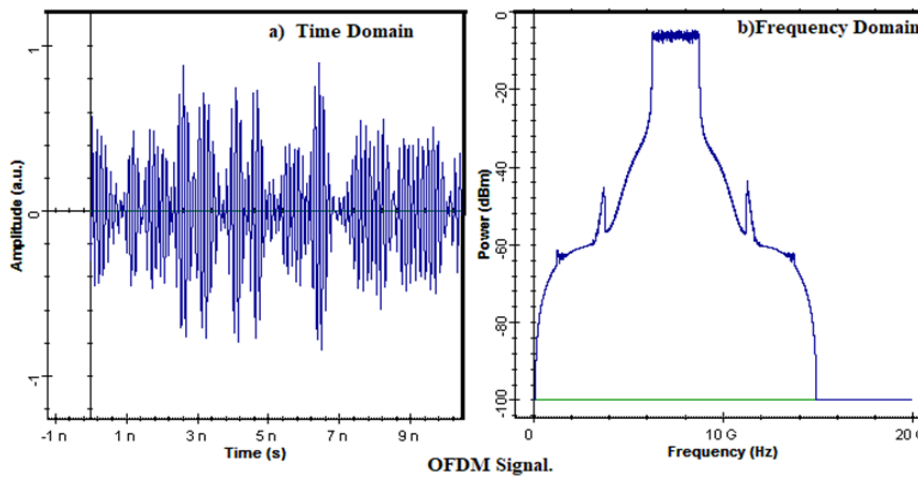 a) Time Domain
Amplitude (a.u.)
1
0
-1
-1 n
1 n
3 n
5 n
7 n
9 n
Time (s)
b)Frequency Domain
Power (dBm)
0
-20
-40
-60
-80
-100
0
10 G
20 G
Frequency (Hz)
OFDM Signal.